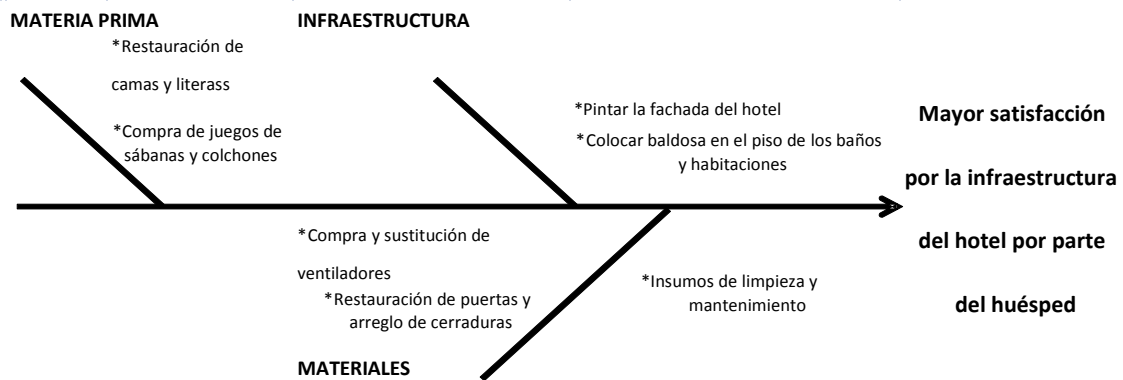 MATERIA PRIMA
INFRAESTRUCTURA
*Restauración de
camas y literass
*Compra de juegos de
sábanas y colchones
*Pintar la fachada del hotel
*Colocar baldosa en el piso de los baños
y habitaciones
Mayor satisfacción
por la infraestructura
del hotel por parte
del huésped
*Compra y sustitución de
ventiladores
*Restauración de puertas y
arreglo de cerraduras
*Insumos de limpieza y
mantenimiento
MATERIALES